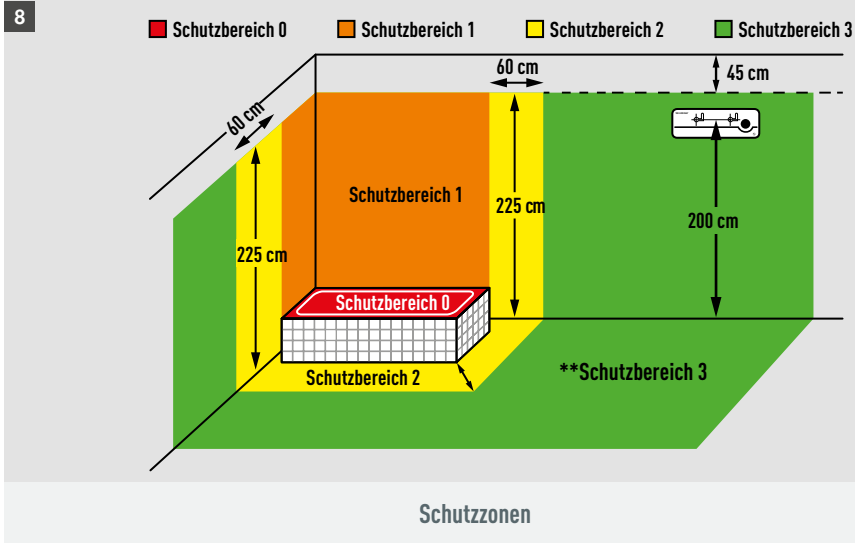 8
Schutzbereich 0
Schutzbereich 1
Schutzbereich 2
Schutzbereich 3
60 cm
45 cm
60 cm
Schutzbereich 1
225 cm
200 cm
225 cm
Schutzbereich 0
Schutzbereich 2
**Schutzbereich 3
Schutzzonen